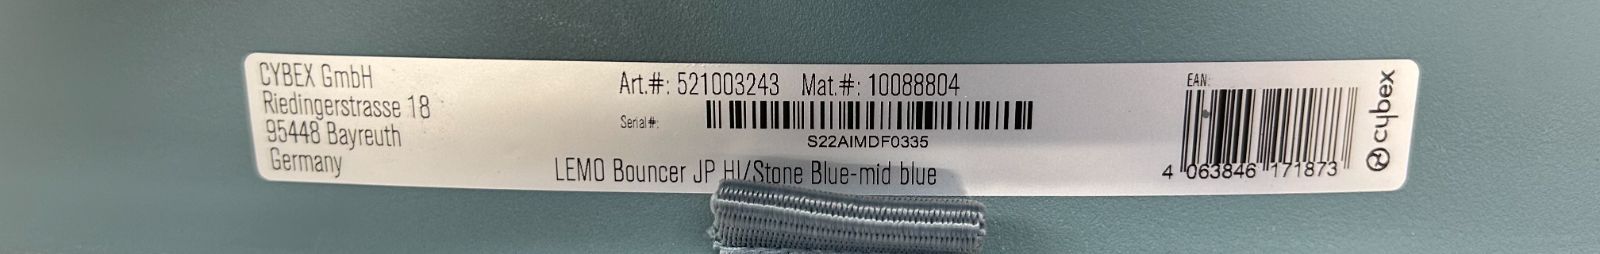 CYBEX GmbH
Riedingerstrasse 18
95448 Bayreuth
Germany
Art.#: 521003243 Mat.#: 10088804
Serial#:
S22AIMDF0335
LEMO Bouncer JP HI/Stone Blue-mid blue
EAN:
4 063846 171873
cybex